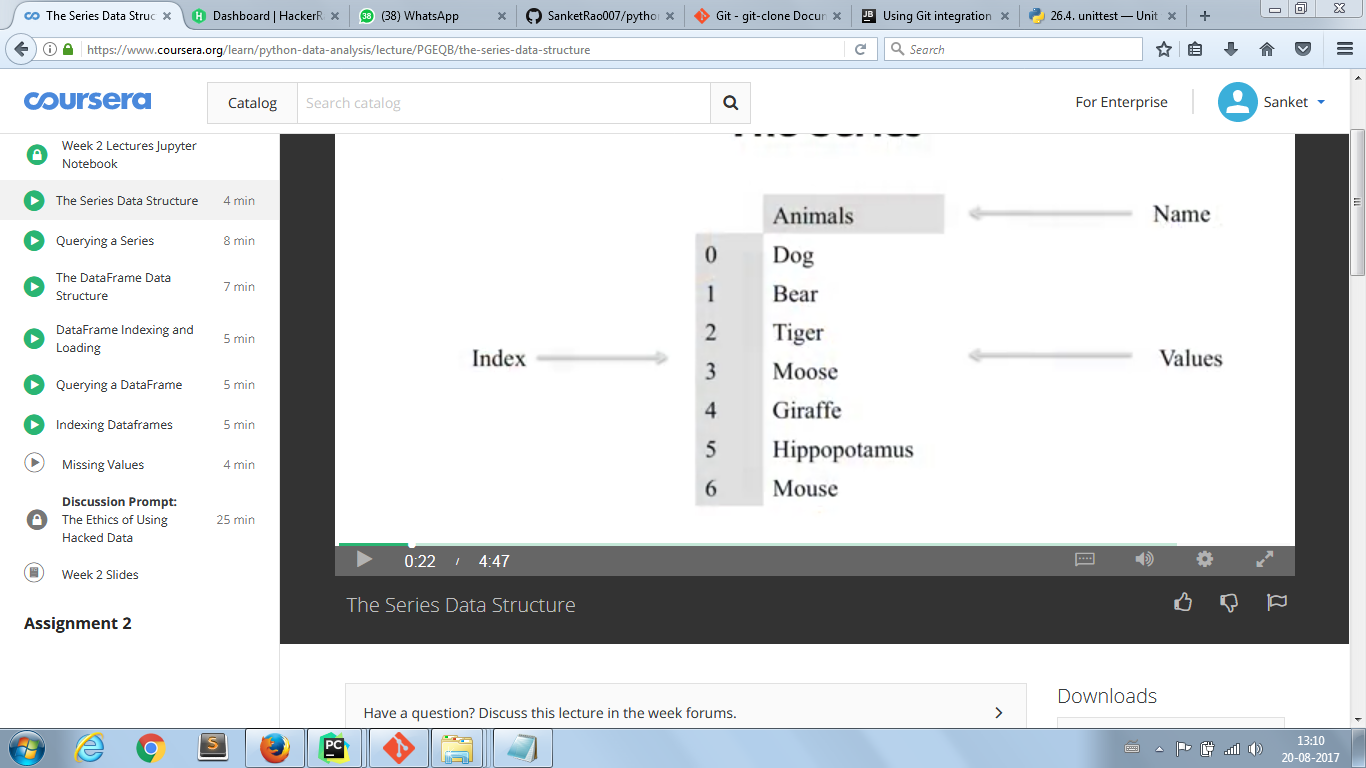 The Series Data Struc
Dashboard | HackerR
(38) WhatsApp
SanketRao007/pytho
Git - git-clone Docun
Using Git integration
26.4. unittest — Unit
https://www.coursera.org/learn/python-data-analysis/lecture/PGEQB/the-series-data-structure
Search
coursera
Catalog
Search catalog
For Enterprise
Sanket
Week 2 Lectures Jupyter
Notebook
The Series Data Structure 4 min
Querying a Series 8 min
The DataFrame Data
Structure 7 min
DataFrame Indexing and
Loading 5 min
Querying a DataFrame 5 min
Indexing Dataframes 5 min
Missing Values 4 min
Discussion Prompt:
The Ethics of Using
Hacked Data 25 min
Week 2 Slides
Assignment 2
The Series
Animals
Name
0 Dog
1 Bear
2 Tiger
Index
3 Moose
Values
4 Giraffe
5 Hippopotamus
6 Mouse
0:22 / 4:47
The Series Data Structure
Have a question? Discuss this lecture in the week forums.
Downloads
13:10
20-08-2017